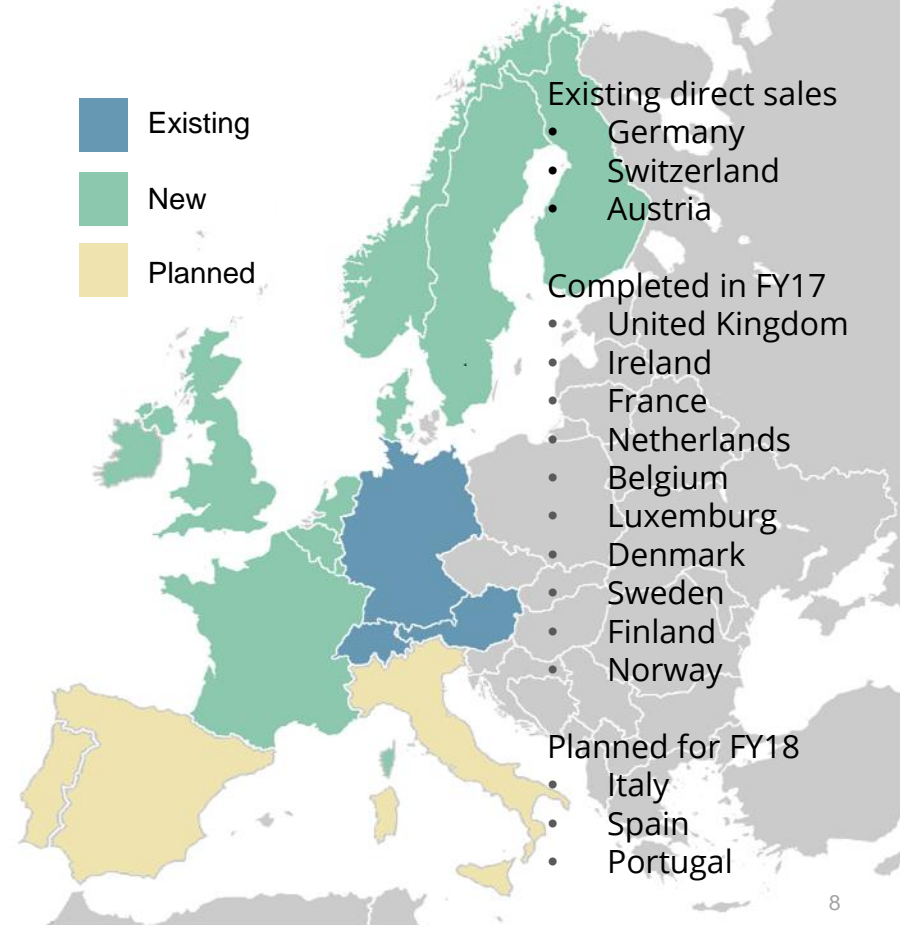 Existing
New
Planned
Existing direct sales
• Germany
• Switzerland
• Austria
Completed in FY17
• United Kingdom
• Ireland
• France
• Netherlands
• Belgium
• Luxemburg
• Denmark
• Sweden
• Finland
• Norway
Planned for FY18
• Italy
• Spain
• Portugal
8